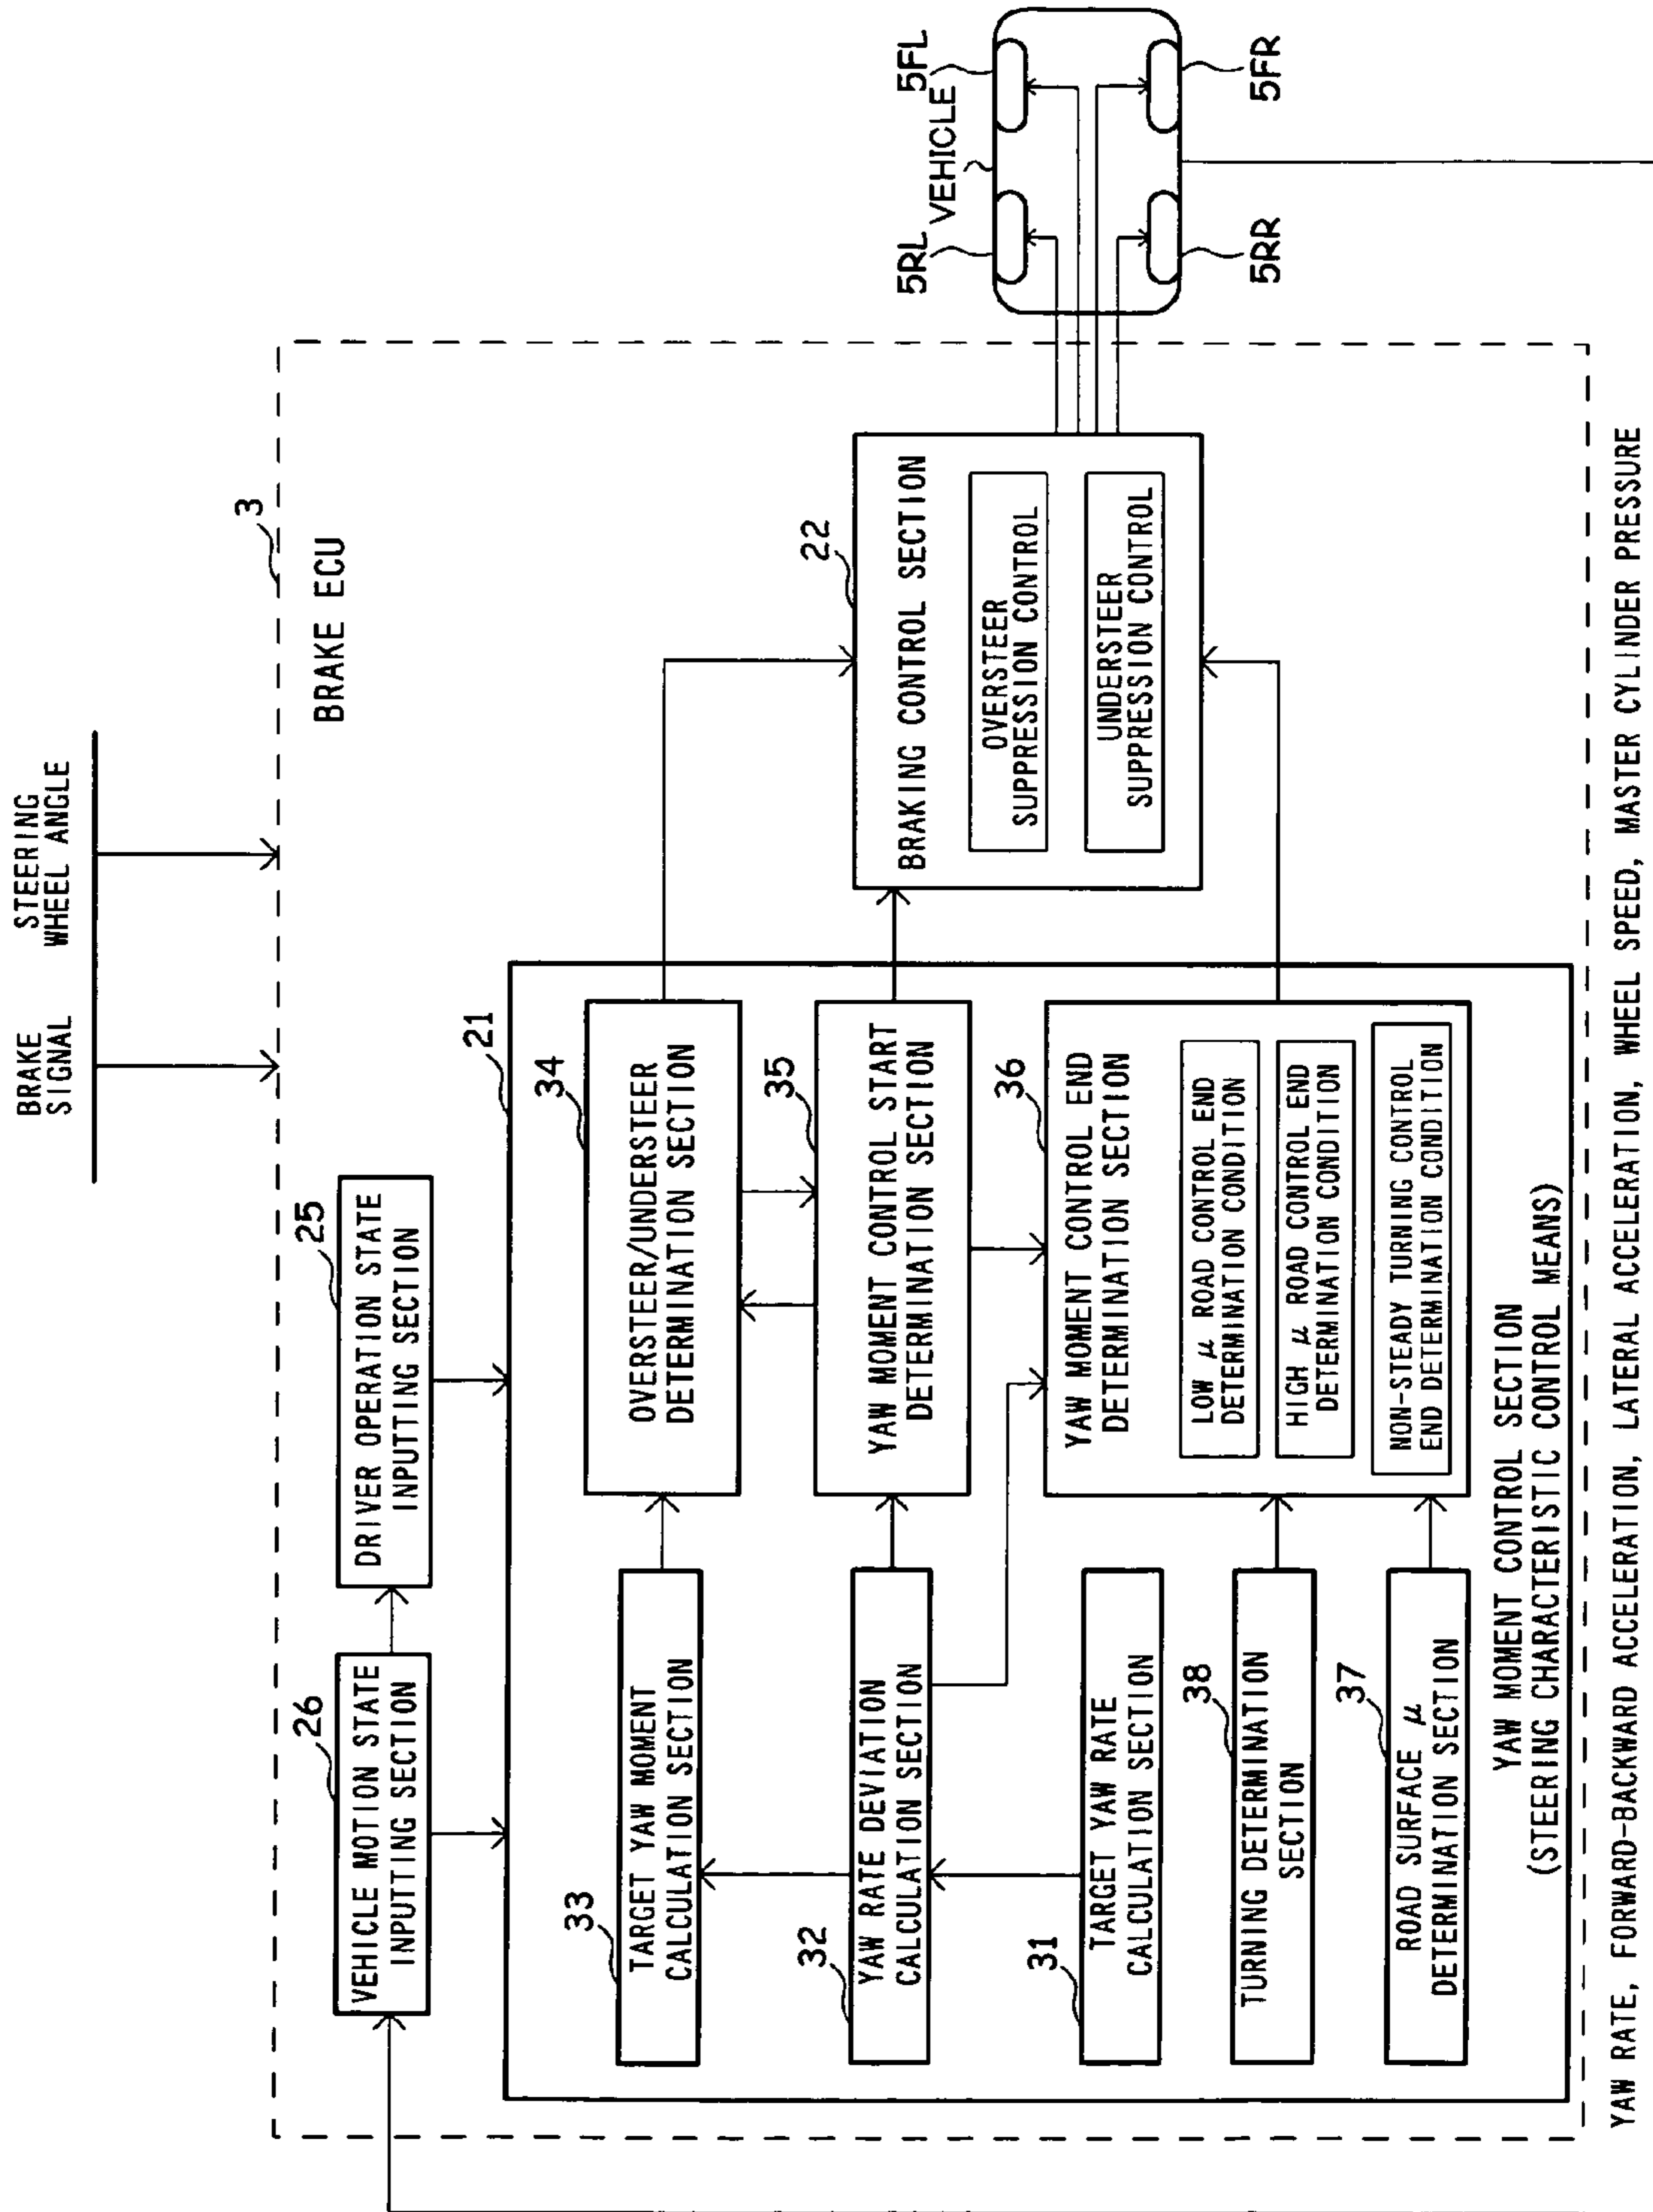 BRAKE
SIGNAL
STEERING
WHEEL ANGLE
3
BRAKE ECU
26
VEHICLE MOTION STATE
INPUTTING SECTION
25
DRIVER OPERATION STATE
INPUTTING SECTION
21
33
TARGET YAW MOMENT
CALCULATION SECTION
34
OVERSTEER/UNDERSTEER
DETERMINATION SECTION
32
YAW RATE DEVIATION
CALCULATION SECTION
35
YAW MOMENT CONTROL START
DETERMINATION SECTION
31
TARGET YAW RATE
CALCULATION SECTION
36
YAW MOMENT CONTROL END
DETERMINATION SECTION
LOW μ ROAD CONTROL END
DETERMINATION CONDITION
HIGH μ ROAD CONTROL END
DETERMINATION CONDITION
NON-STEADY TURNING CONTROL
END DETERMINATION CONDITION
38
TURNING DETERMINATION
SECTION
37
ROAD SURFACE μ
DETERMINATION SECTION
YAW MOMENT CONTROL SECTION
(STEERING CHARACTERISTIC CONTROL MEANS)
22
BRAKING CONTROL SECTION
OVERSTEER
SUPPRESSION CONTROL
UNDERSTEER
SUPPRESSION CONTROL
5RL
VEHICLE
5FL
5RR
5FR
YAW RATE, FORWARD-BACKWARD ACCELERATION, LATERAL ACCELERATION, WHEEL SPEED, MASTER CYLINDER PRESSURE